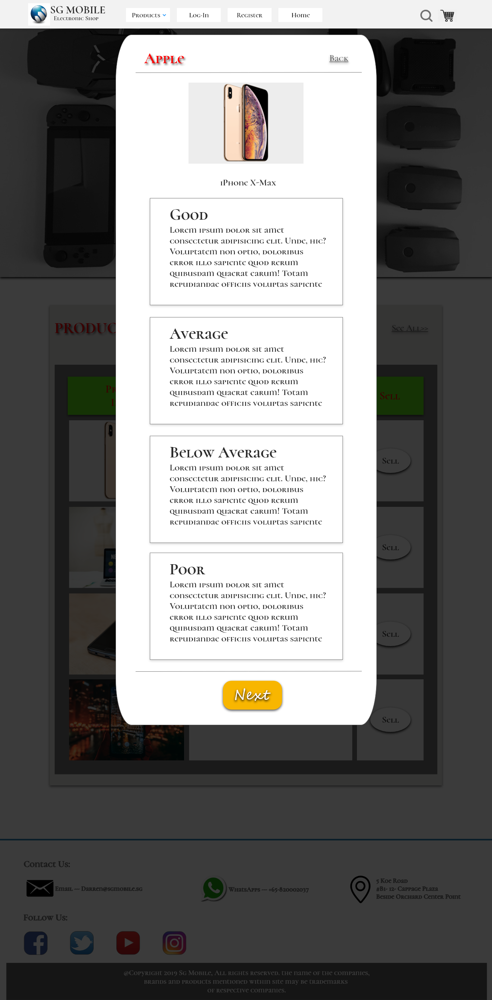 SG MOBILE
Electronic Shop
Products
Log-In
Register
Home
Apple
Back
iPhone X-Max
Good
Lorem ipsum dolor sit amet
consectetur adipisicing elit. Unde, hic?
Voluptatem non optio, doloribus
error illo sapiente quod rerum
quibusdam quaerat earum! Totam
repudiandae officiis voluptas sapiente
PRODUC
See All>>
Average
Lorem ipsum dolor sit amet
consectetur adipisicing elit. Unde, hic?
Voluptatem non optio, doloribus
error illo sapiente quod rerum
quibusdam quaerat earum! Totam
repudiandae officiis voluptas sapiente
Sell
Below Average
Lorem ipsum dolor sit amet
consectetur adipisicing elit. Unde, hic?
Voluptatem non optio, doloribus
error illo sapiente quod rerum
quibusdam quaerat earum! Totam
repudiandae officiis voluptas sapiente
Sell
Sell
Poor
Lorem ipsum dolor sit amet
consectetur adipisicing elit. Unde, hic?
Voluptatem non optio, doloribus
error illo sapiente quod rerum
quibusdam quaerat earum! Totam
repudiandae officiis voluptas sapiente
Sell
Next
Sell
Contact Us:
Email -- Darren@sgmobile.sg
WhatsApps -- +65-820002037
5 Koe Road
#B1- 12- Cappage Plaza
Beside Orchard Center Point
Follow Us:
@Copyright 2019 Sg Mobile, All rights reserved. the name of the companies,
brands and products mentioned within site may be trademarks
of respective companies.